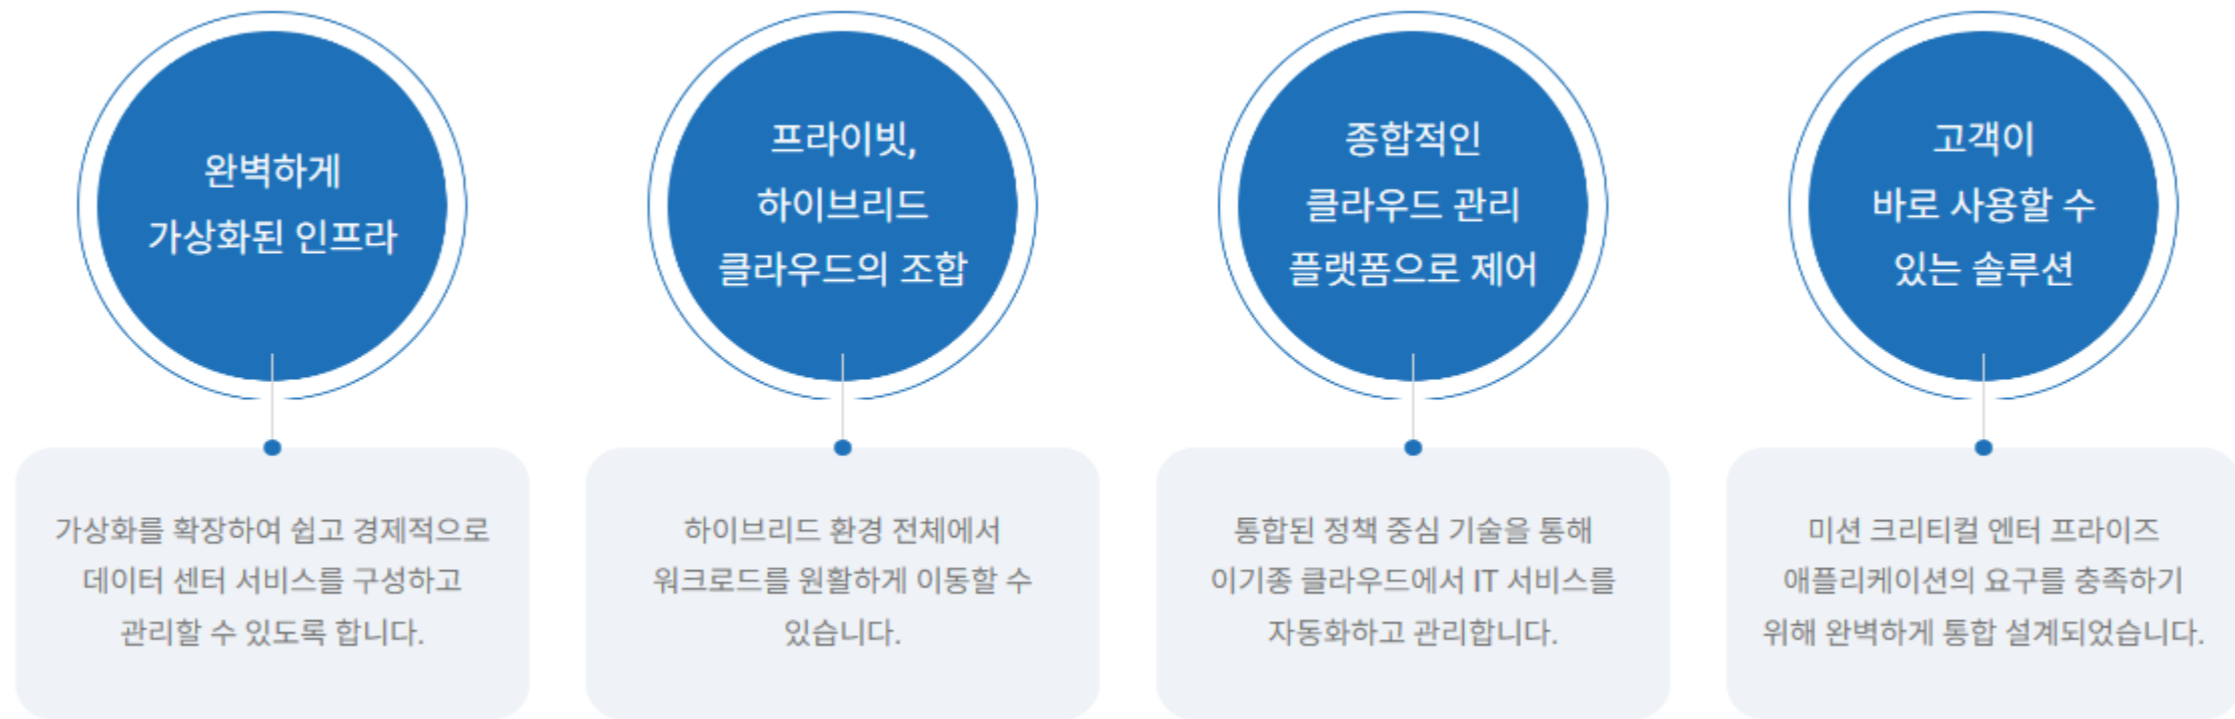 완벽하게
가상화된 인프라
가상화를 확장하여 쉽고 경제적으로
데이터 센터 서비스를 구성하고
관리할 수 있도록 합니다.
프라이빗,
하이브리드
클라우드의 조합
하이브리드 환경 전체에서
워크로드를 원활하게 이동할 수
있습니다.
종합적인
클라우드 관리
플랫폼으로 제어
통합된 정책 중심 기술을 통해
이기종 클라우드에서 IT 서비스를
자동화하고 관리합니다.
고객이
바로 사용할 수
있는 솔루션
미션 크리티컬 엔터 프라이즈
애플리케이션의 요구를 충족하기
위해 완벽하게 통합 설계되었습니다.